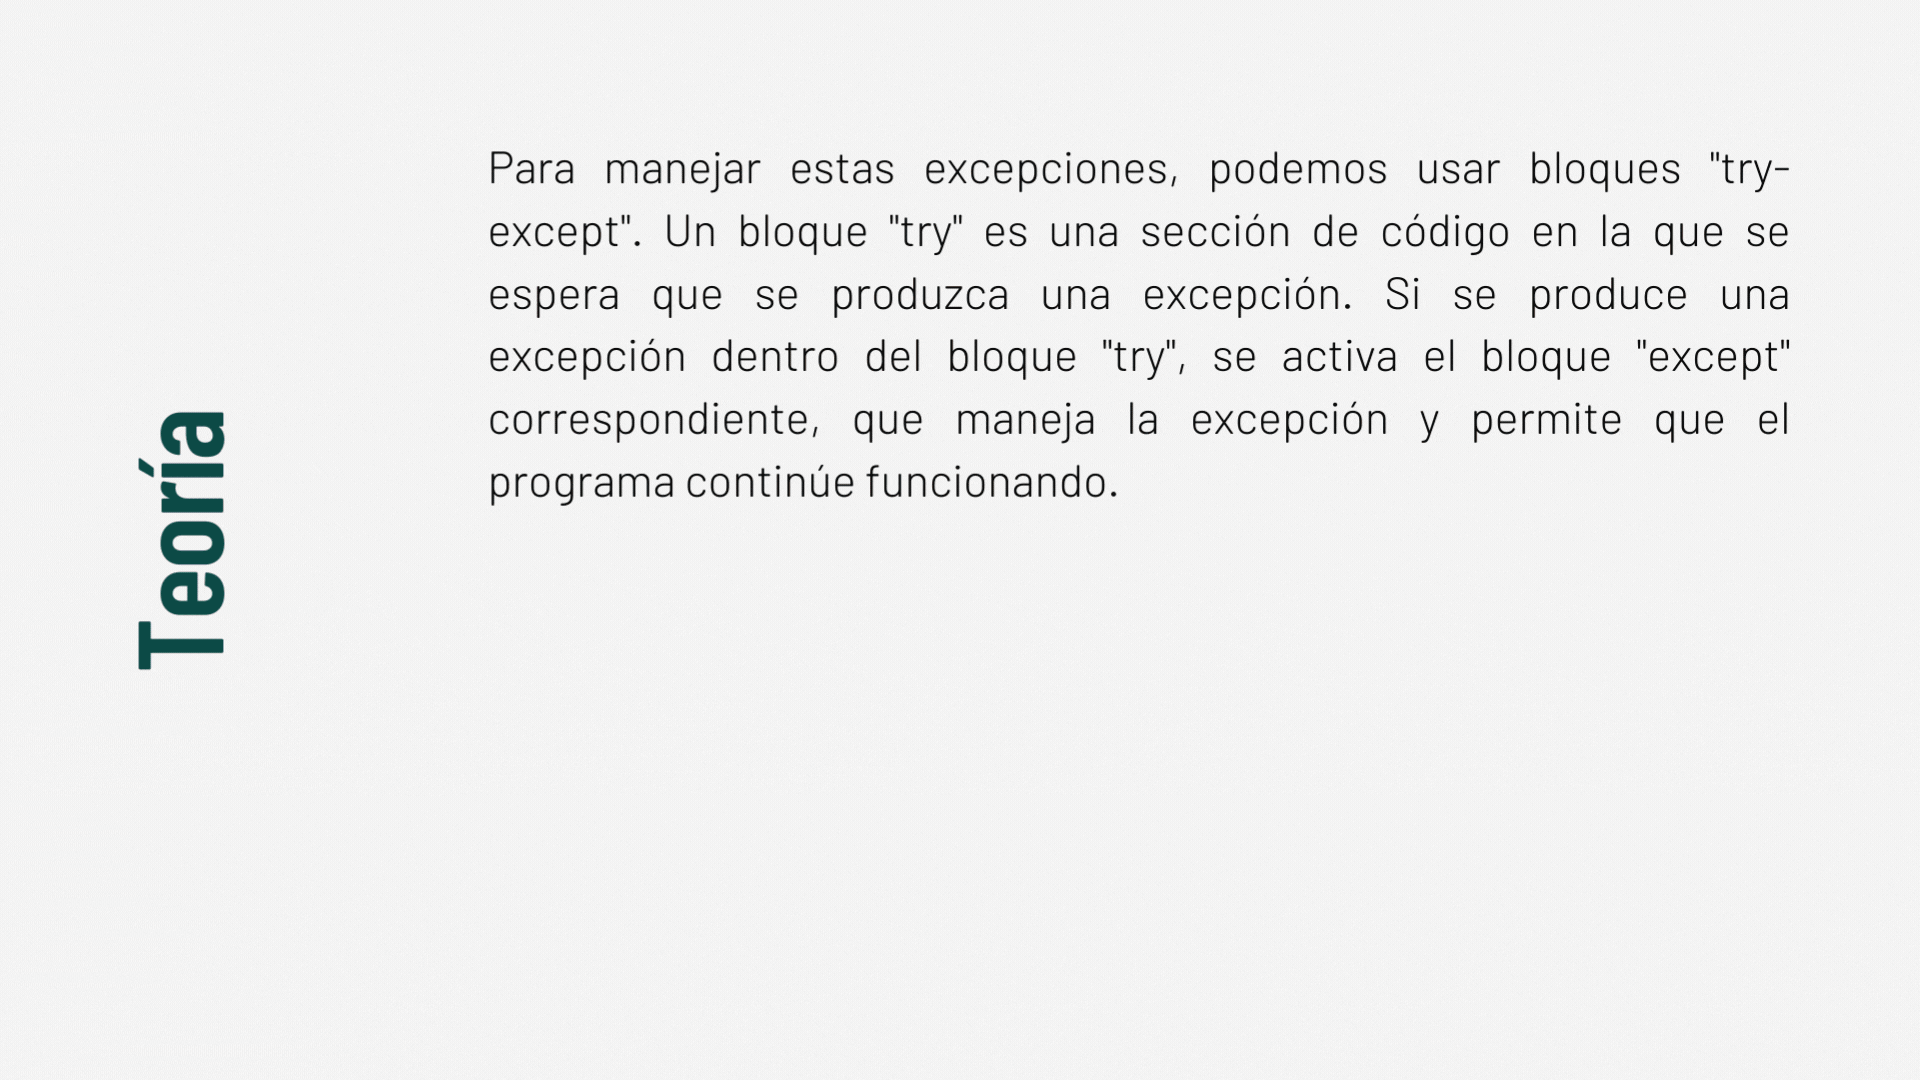 Teoría
Para manejar estas excepciones, podemos usar bloques "try-
except". Un bloque "try" es una sección de código en la que se
espera que se produzca una excepción. Si se produce una
excepción dentro del bloque "try", se activa el bloque "except"
correspondiente, que maneja la excepción y permite que el
programa continúe funcionando.